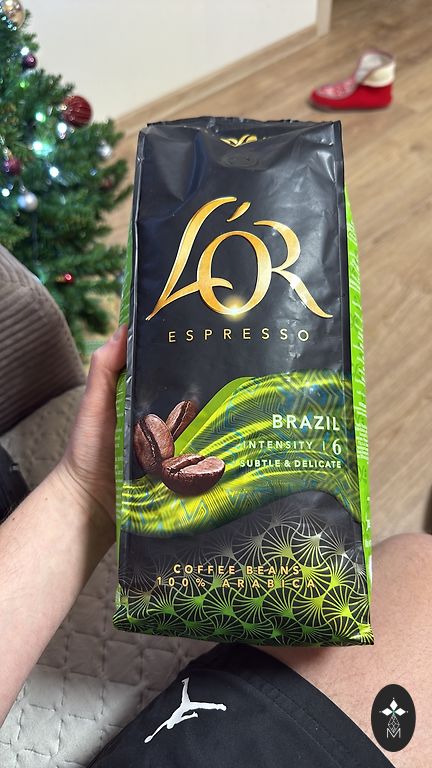 L'OR
ESPRESSO
BRAZIL
INTENSITY 6
SUBTLE & DELICATE
COFFEE BEANS
100% ARABICA